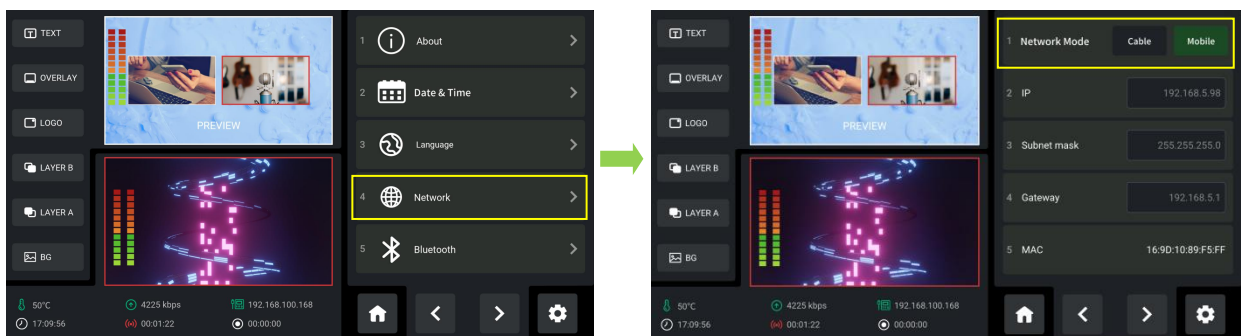 TEXT
OVERLAY
LOGO
LAYER B
LAYER A
BG
PREVIEW
1 About
2 Date & Time
3 Language
4 Network
5 Bluetooth
50°C
4225 kbps
192.168.100.168
17:09:56
00:01:22
00:00:00
TEXT
OVERLAY
LOGO
LAYER B
LAYER A
BG
PREVIEW
1 Network Mode Cable Mobile
2 IP 192.168.5.98
3 Subnet mask 255.255.255.0
4 Gateway 192.168.5.1
5 MAC 16:9D:10:89:F5:FF
50°C
4225 kbps
192.168.100.168
17:09:56
00:01:22
00:00:00